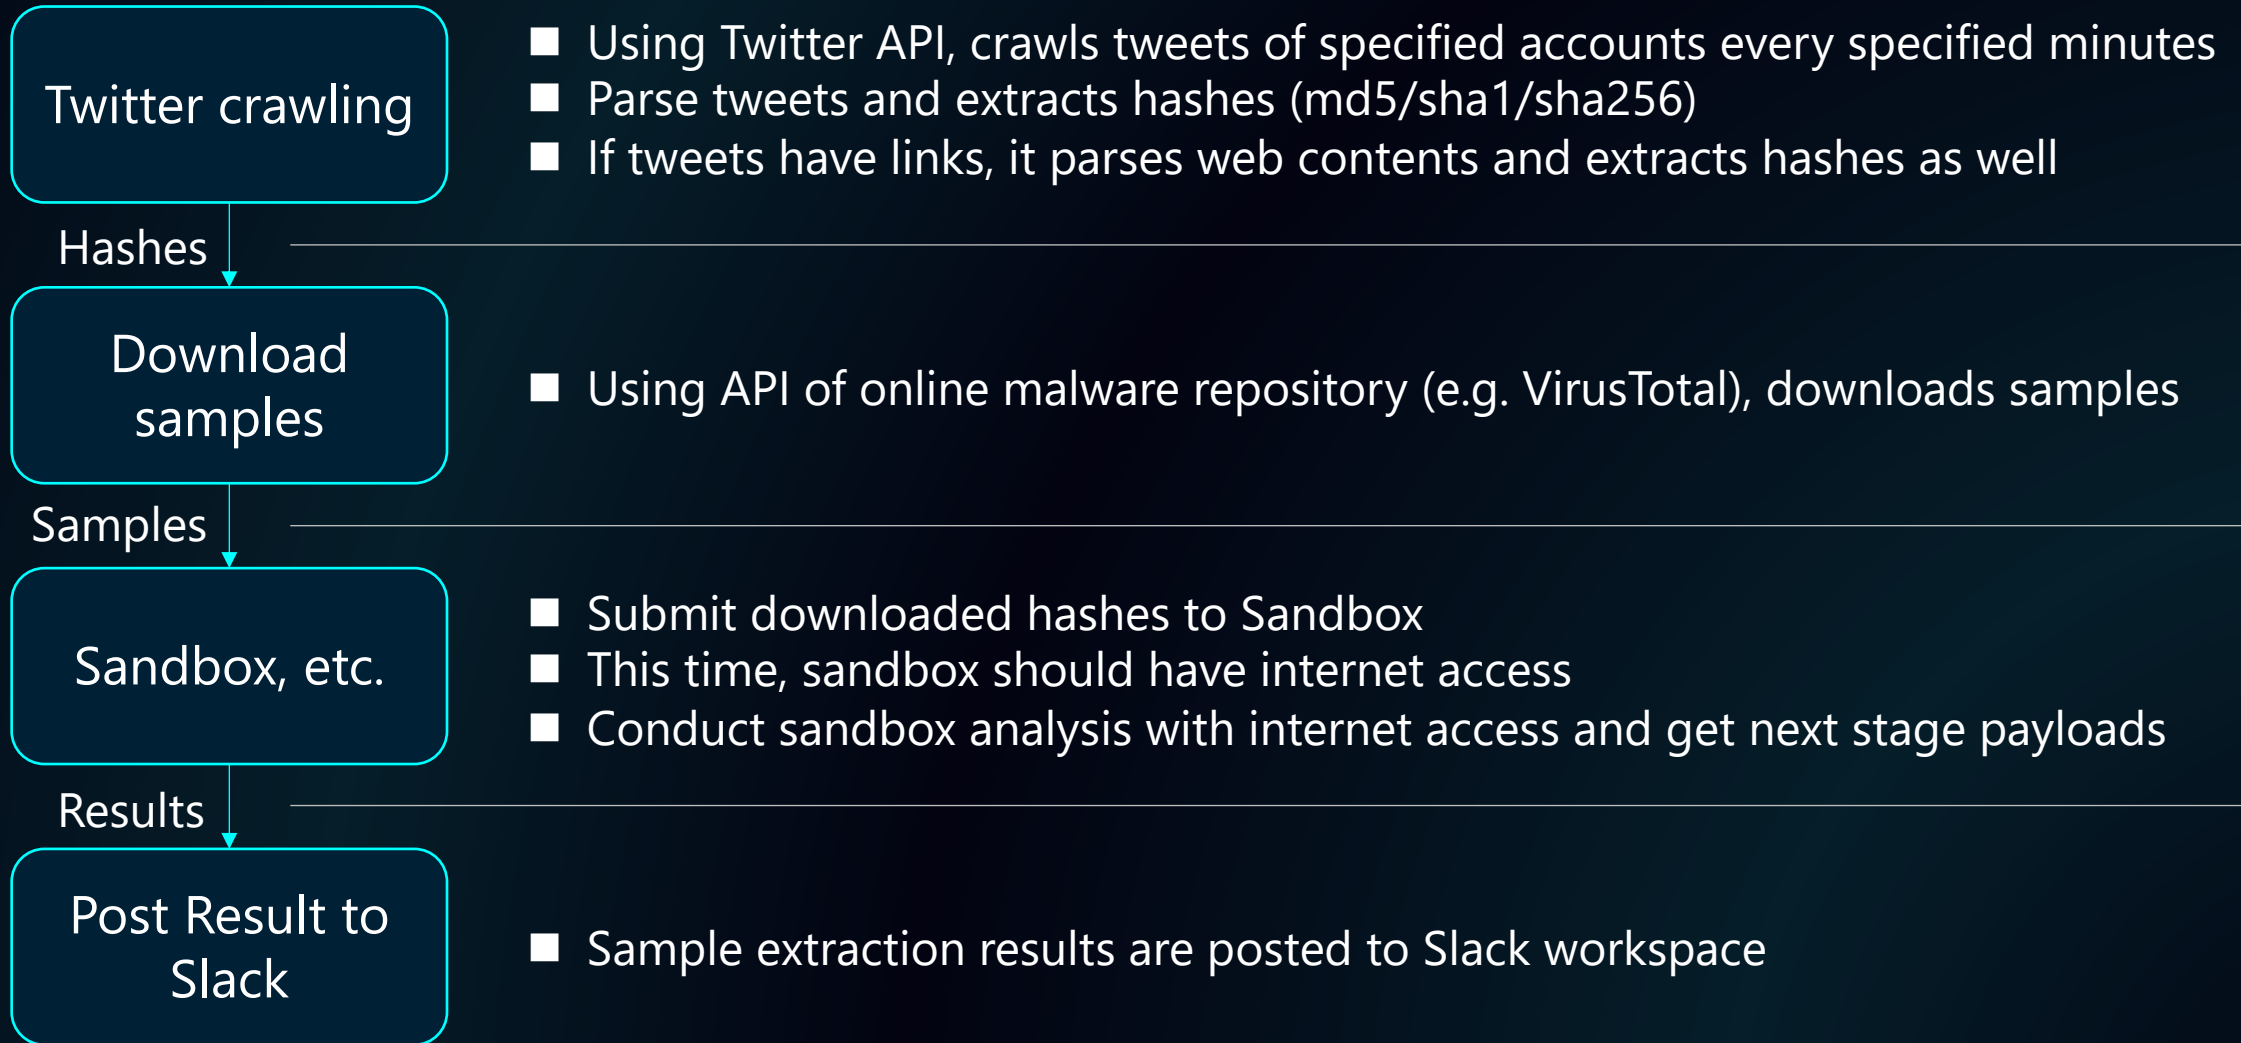 Twitter crawling
■ Using Twitter API, crawls tweets of specified accounts every specified minutes
■ Parse tweets and extracts hashes (md5/sha1/sha256)
■ If tweets have links, it parses web contents and extracts hashes as well
Hashes
Download
samples
■ Using API of online malware repository (e.g. VirusTotal), downloads samples
Samples
Sandbox, etc.
■ Submit downloaded hashes to Sandbox
■ This time, sandbox should have internet access
■ Conduct sandbox analysis with internet access and get next stage payloads
Results
Post Result to
Slack
■ Sample extraction results are posted to Slack workspace